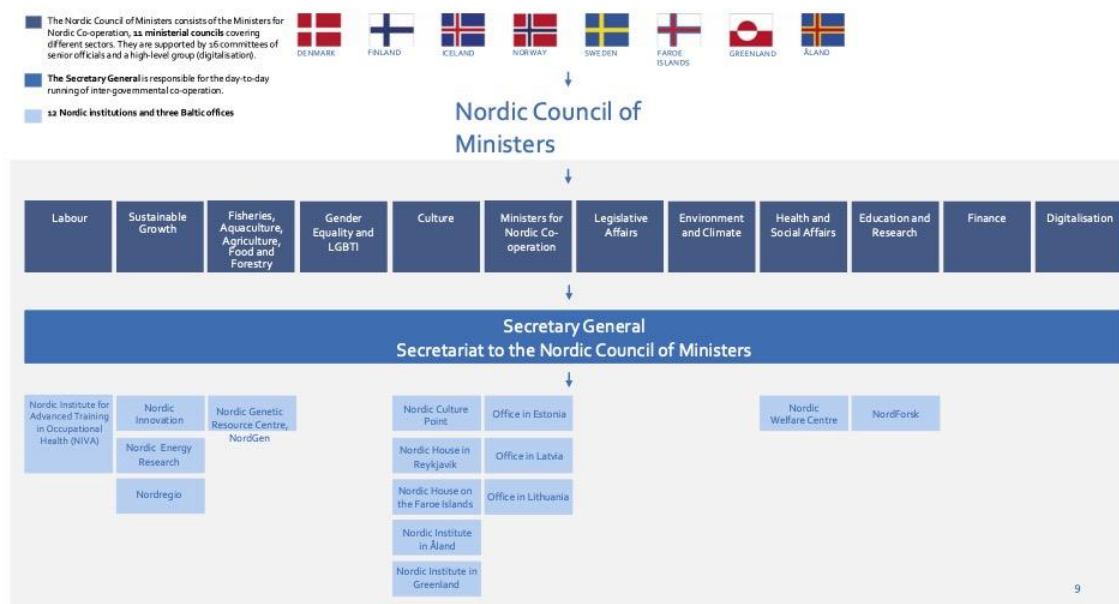 The Nordic Council of Ministers consists of the Ministers for
Nordic Co-operation, 11 ministerial councils covering
different sectors. They are supported by 16 committees of
senior officials and a high-level group (digitalisation).
The Secretary General is responsible for the day-to-day
running of inter-governmental co-operation.
12 Nordic institutions and three Baltic offices
DENMARK
FINLAND
ICELAND
NORWAY
SWEDEN
FAROE
ISLANDS
GREENLAND
ÅLAND
Nordic Council of
Ministers
Labour
Sustainable
Growth
Fisheries,
Aquaculture,
Agriculture,
Food and
Forestry
Gender
Equality and
LGBTI
Culture
Ministers for
Nordic Co-
operation
Legislative
Affairs
Environment
and Climate
Health and
Social Affairs
Education and
Research
Finance
Digitalisation
Secretary General
Secretariat to the Nordic Council of Ministers
Nordic Institute for
Advanced Training
in Occupational
Health (NIVA)
Nordic
Innovation
Nordic Energy
Research
Nordregio
Nordic Genetic
Resource Centre,
NordGen
Nordic Culture
Point
Nordic House in
Reykjavik
Nordic House on
the Faroe Islands
Nordic Institute
in Åland
Nordic Institute in
Greenland
Office in Estonia
Office in Latvia
Office in Lithuania
Nordic
Welfare Centre
NordForsk
9